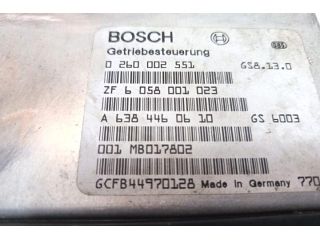 BOSCH
Getriebesteuerung
0 260 002 551 GS8.13.0
ZF 6 058 001 023
A 638 446 06 10 GS 6003
001 MB017802
GCFB44970128 Made in Germany 770